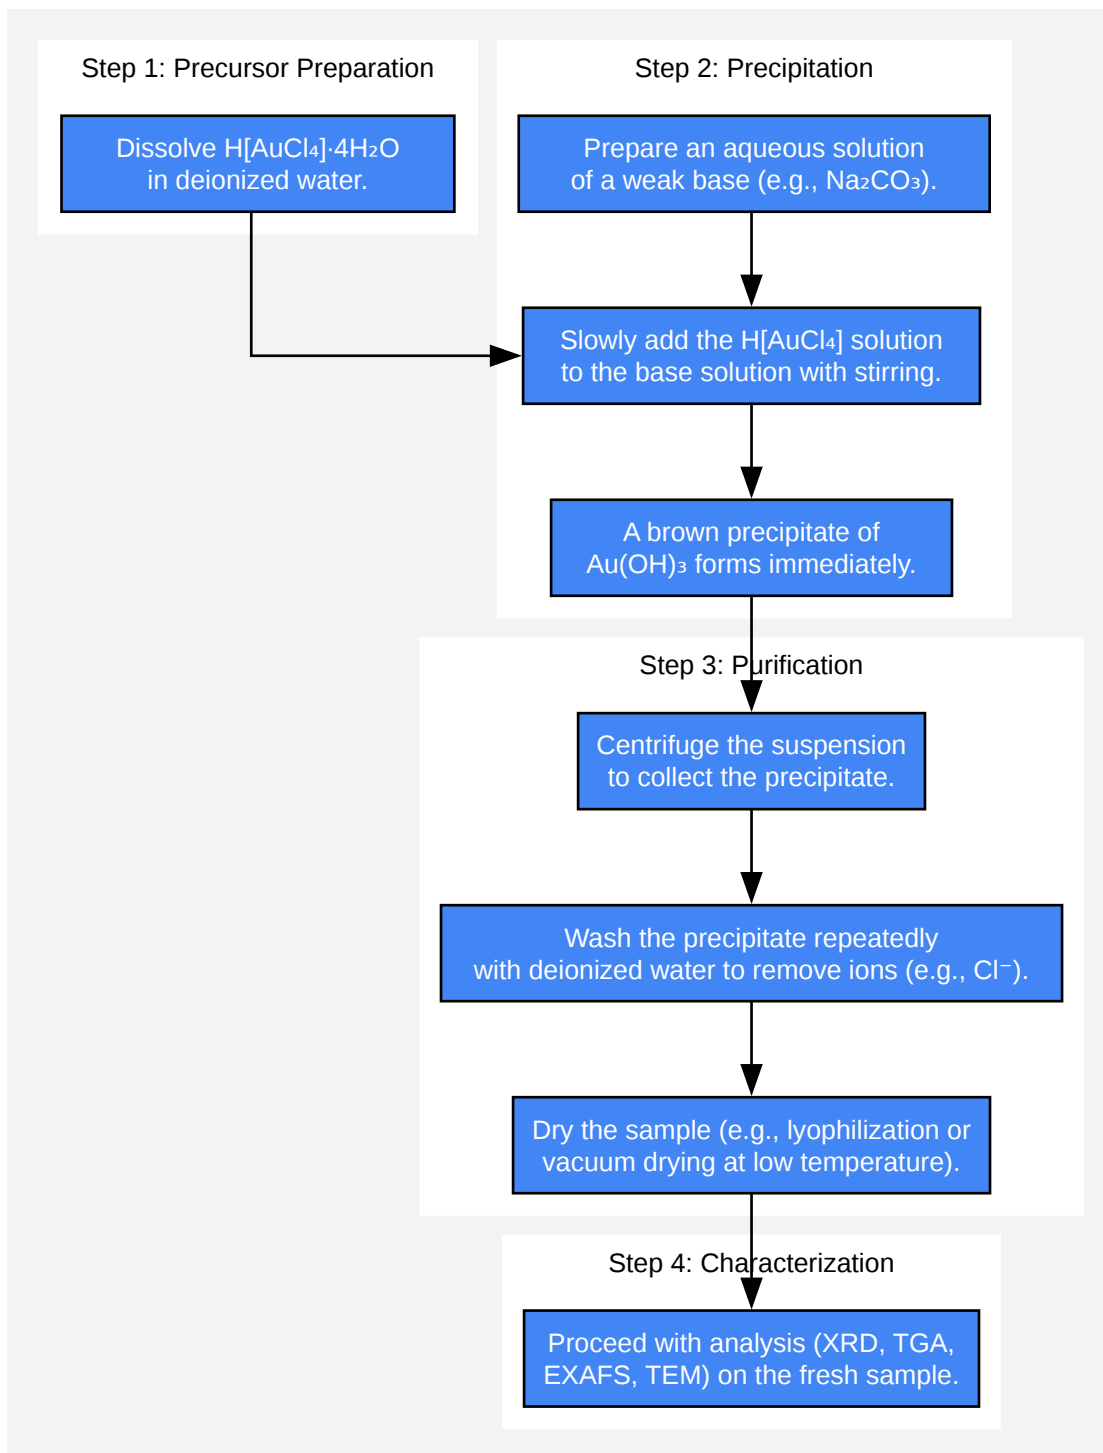 Step 1: Precursor Preparation
Dissolve H[AuCl₄]·4H₂O
in deionized water.
Step 2: Precipitation
Prepare an aqueous solution
of a weak base (e.g., Na₂CO₃).
Slowly add the H[AuCl₄] solution
to the base solution with stirring.
A brown precipitate of
Au(OH)₃ forms immediately.
Step 3: Purification
Centrifuge the suspension
to collect the precipitate.
Wash the precipitate repeatedly
with deionized water to remove ions (e.g., Cl⁻).
Dry the sample (e.g., lyophilization or
vacuum drying at low temperature).
Step 4: Characterization
Proceed with analysis (XRD, TGA,
EXAFS, TEM) on the fresh sample.